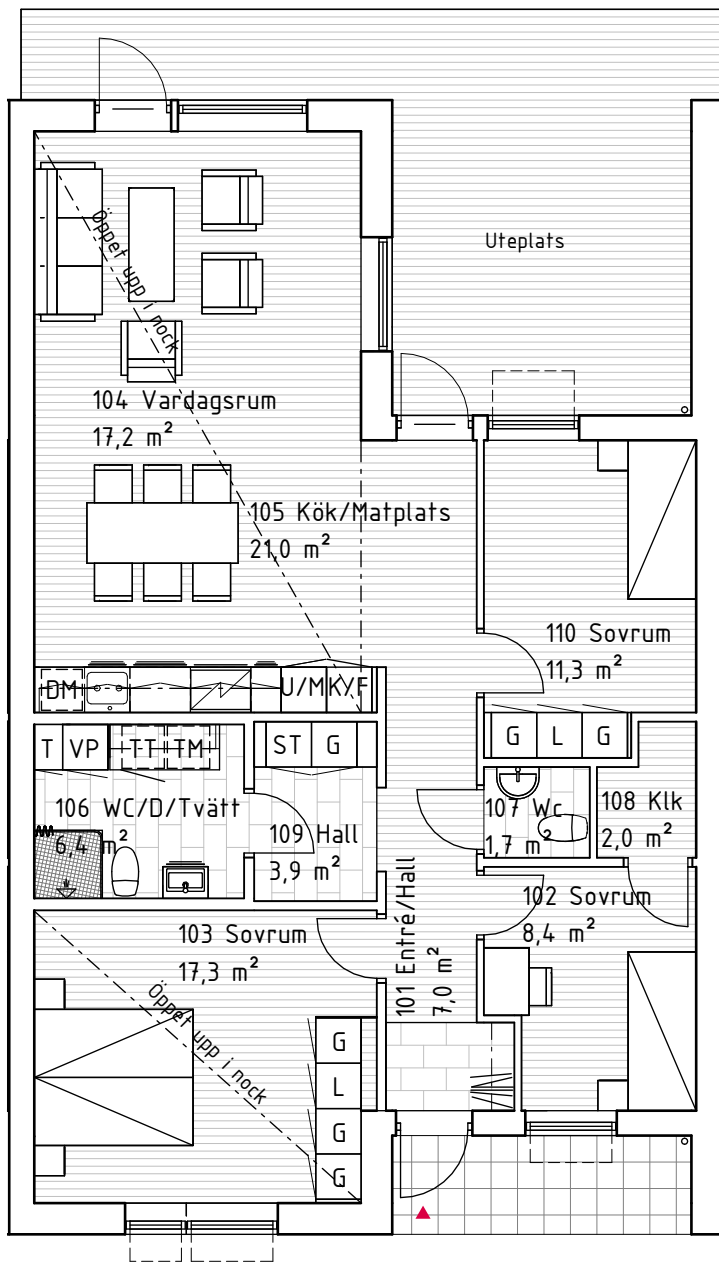 Uteplats
Öppet upp i nock
104 Vardagsrum
17,2 m²
105 Kök/Matplats
21,0 m²
110 Sovrum
11,3 m²
DM
U/M
K/F
G
L
G
T
VP
TT
TM
ST
G
106 WC/D/Tvätt
6,4 m²
109 Hall
3,9 m²
107 Wc
1,7 m²
108 Klk
2,0 m²
101 Entré/Hall
7,0 m²
102 Sovrum
8,4 m²
103 Sovrum
17,3 m²
Öppet upp i nock
G
L
G
G